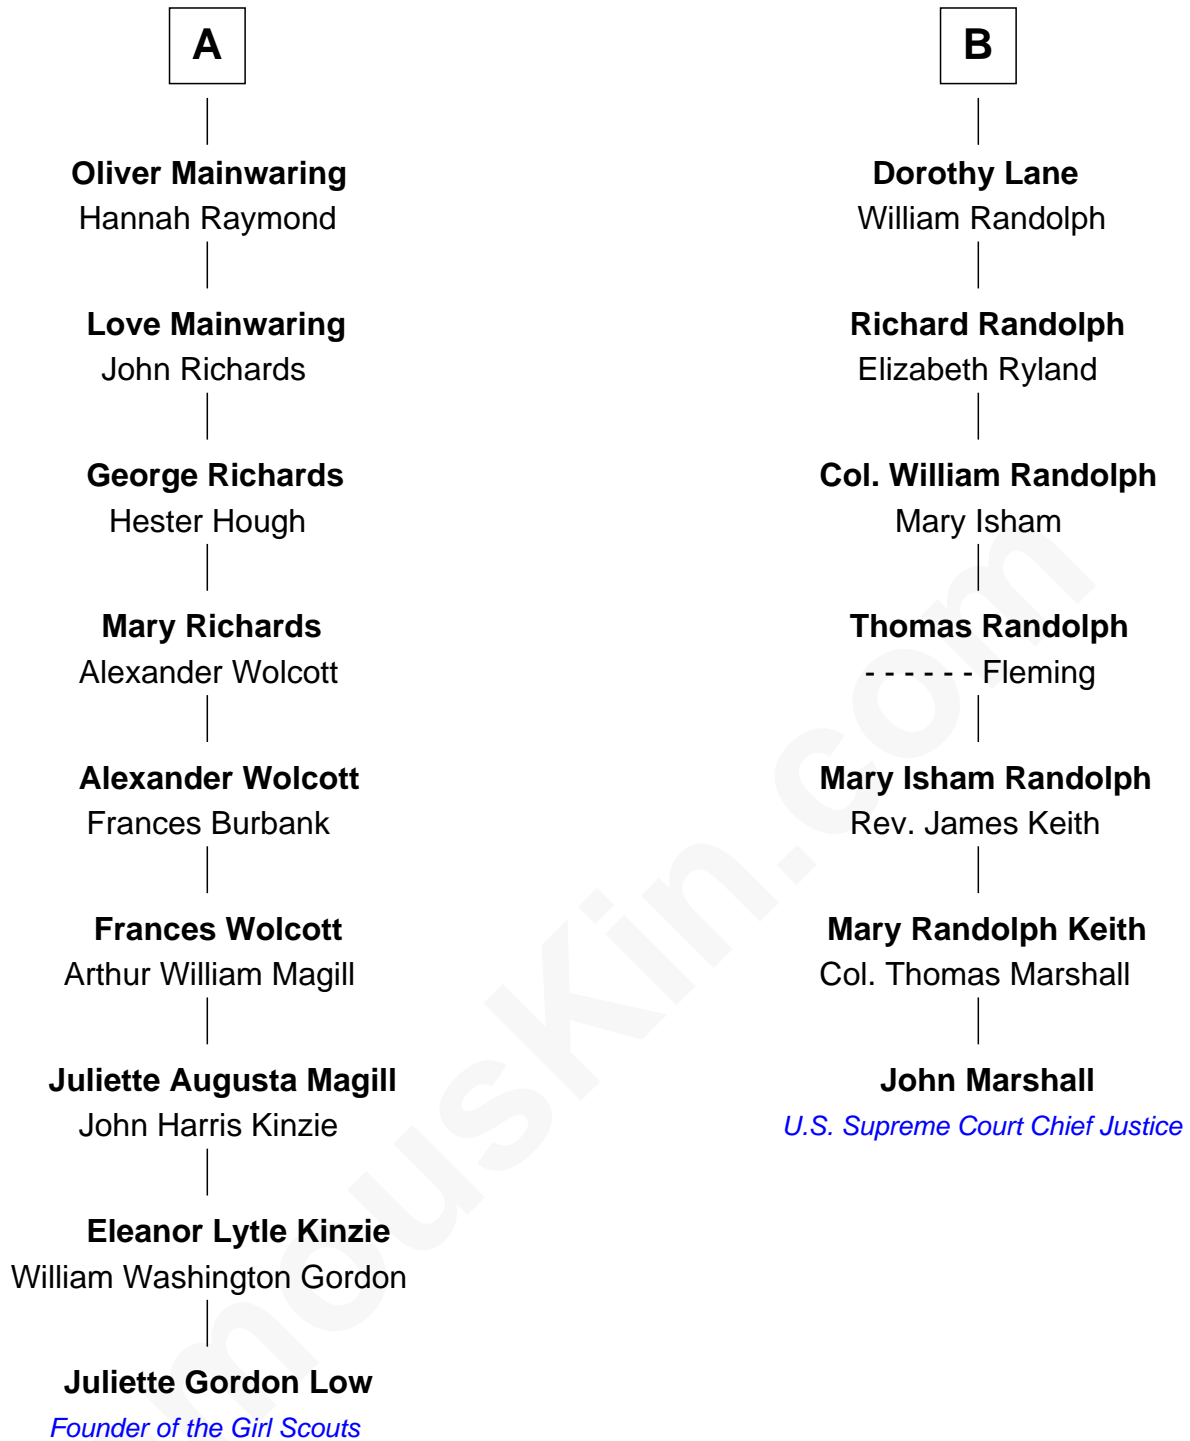 A
Oliver Mainwaring
Hannah Raymond
Love Mainwaring
John Richards
George Richards
Hester Hough
Mary Richards
Alexander Wolcott
Alexander Wolcott
Frances Burbank
Frances Wolcott
Arthur William Magill
Juliette Augusta Magill
John Harris Kinzie
Eleanor Lytle Kinzie
William Washington Gordon
Juliette Gordon Low
Founder of the Girl Scouts
B
Dorothy Lane
William Randolph
Richard Randolph
Elizabeth Ryland
Col. William Randolph
Mary Isham
Thomas Randolph
- - - - - - Fleming
Mary Isham Randolph
Rev. James Keith
Mary Randolph Keith
Col. Thomas Marshall
John Marshall
U.S. Supreme Court Chief Justice
mousKin.com